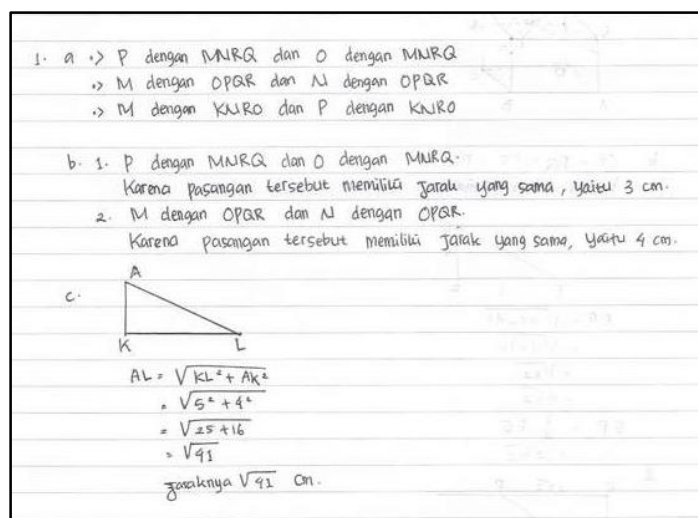 1. a •> P dengan MNRQ dan O dengan MNRQ
•> M dengan OPQR dan N dengan OPQR
•> M dengan KNRO dan P dengan KNRO
b. 1. P dengan MNRQ dan O dengan MNRQ.
Karena pasangan tersebut memiliki jarak yang sama, yaitu 3 cm.
2. M dengan OPQR dan N dengan OPQR.
Karena pasangan tersebut memiliki jarak yang sama, yaitu 4 cm.
c.
A
K L
AL = √KL² + AK²
= √5² + 4²
= √25 + 16
= √41
Jaraknya √41 cm.